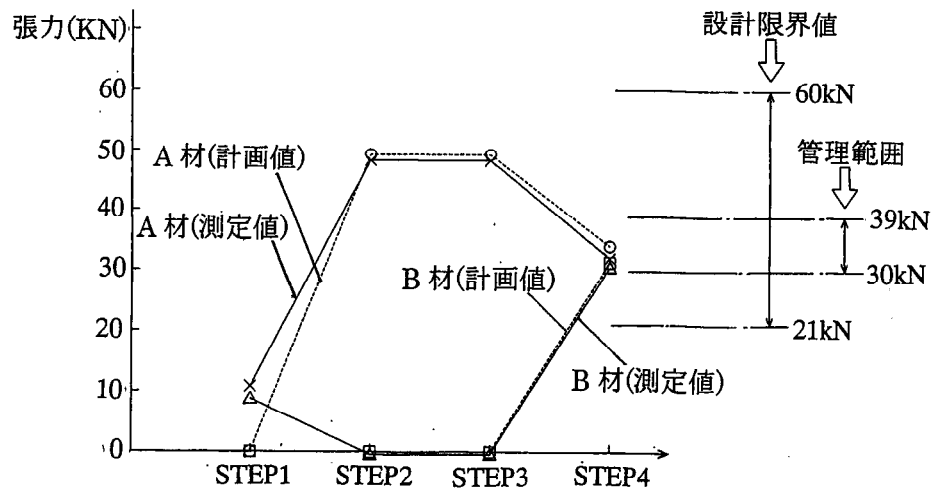 張力(KN)
設計限界値
60
60kN
50
A 材(計画値)
管理範囲
40
39kN
A 材(測定値)
30
B 材(計画値)
30kN
20
21kN
B 材(測定値)
10
0
STEP1 STEP2 STEP3 STEP4